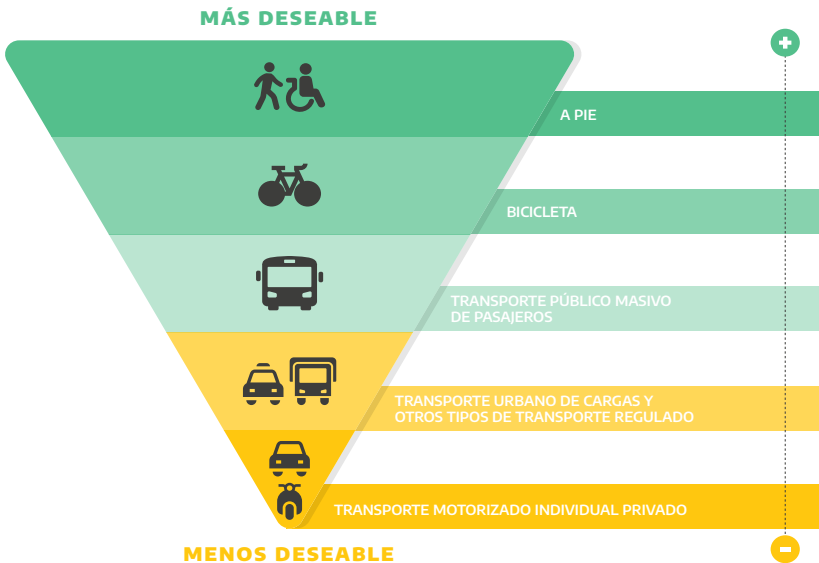 MÁS DESEABLE
A PIE
BICICLETA
TRANSPORTE PÚBLICO MASIVO
DE PASAJEROS
TRANSPORTE URBANO DE CARGAS Y
OTROS TIPOS DE TRANSPORTE REGULADO
TRANSPORTE MOTORIZADO INDIVIDUAL PRIVADO
MENOS DESEABLE